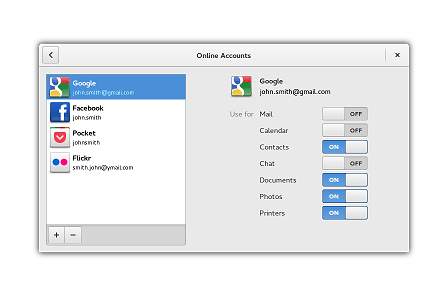 Online Accounts
Google
john.smith@gmail.com
Facebook
john.smith
Pocket
johnsmith
Flickr
smith.john@ymail.com
Google
john.smith@gmail.com
Use for Mail OFF
Calendar OFF
Contacts ON
Chat OFF
Documents ON
Photos ON
Printers ON